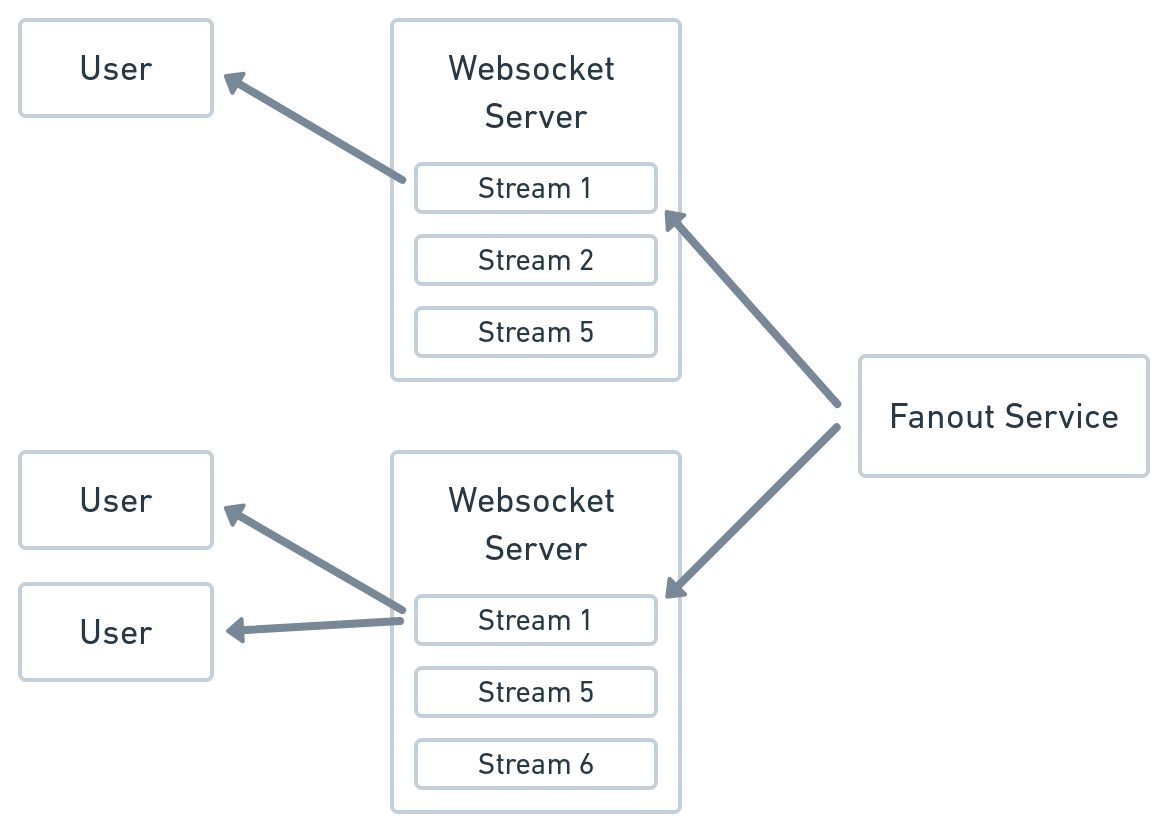 User
Websocket
Server
Stream 1
Stream 2
Stream 5
Fanout Service
User
User
Websocket
Server
Stream 1
Stream 5
Stream 6